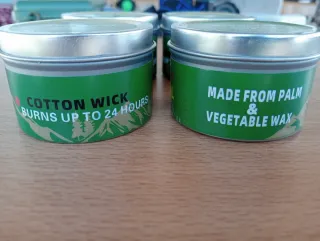 COTTON WICK
BURNS UP TO 24 HOURS
MADE FROM PALM
&
VEGETABLE WAX